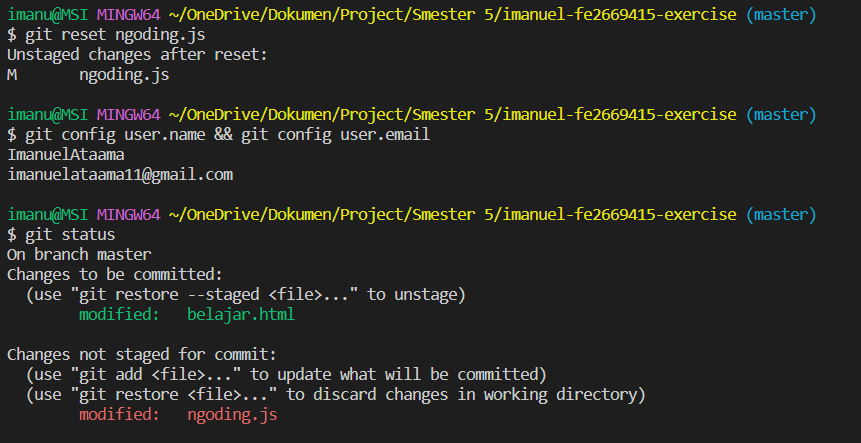 imanu@MSI MINGW64 ~/OneDrive/Dokumen/Project/Smester 5/imanuel-fe2669415-exercise (master)
$ git reset ngoding.js
Unstaged changes after reset:
M       ngoding.js
imanu@MSI MINGW64 ~/OneDrive/Dokumen/Project/Smester 5/imanuel-fe2669415-exercise (master)
$ git config user.name && git config user.email
ImanuelAtaama
imanuelataama11@gmail.com
imanu@MSI MINGW64 ~/OneDrive/Dokumen/Project/Smester 5/imanuel-fe2669415-exercise (master)
$ git status
On branch master
Changes to be committed:
  (use "git restore --staged <file>..." to unstage)
        modified:   belajar.html
Changes not staged for commit:
  (use "git add <file>..." to update what will be committed)
  (use "git restore <file>..." to discard changes in working directory)
        modified:   ngoding.js